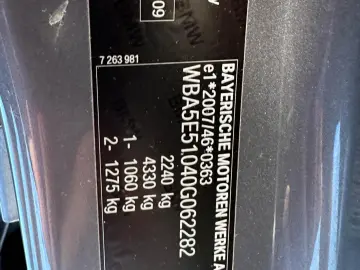 BAYERISCHE MOTOREN WERKE A
e1*2007/46*0363
WBA5E51040G062282
2240 kg
4330 kg
1- 1060 kg
2- 1275 kg
7 263 981
09